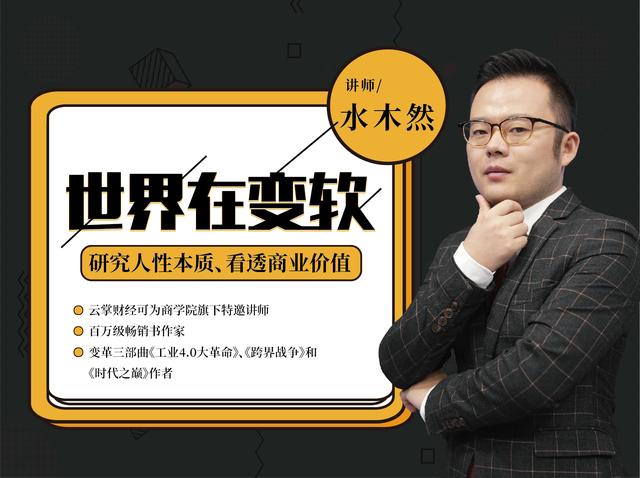 讲师/
水木然
世界在变软
研究人性本质、看透商业价值
云掌财经可为商学院旗下特邀讲师
百万级畅销书作家
变革三部曲《工业4.0大革命》、《跨界战争》和
《时代之巅》作者